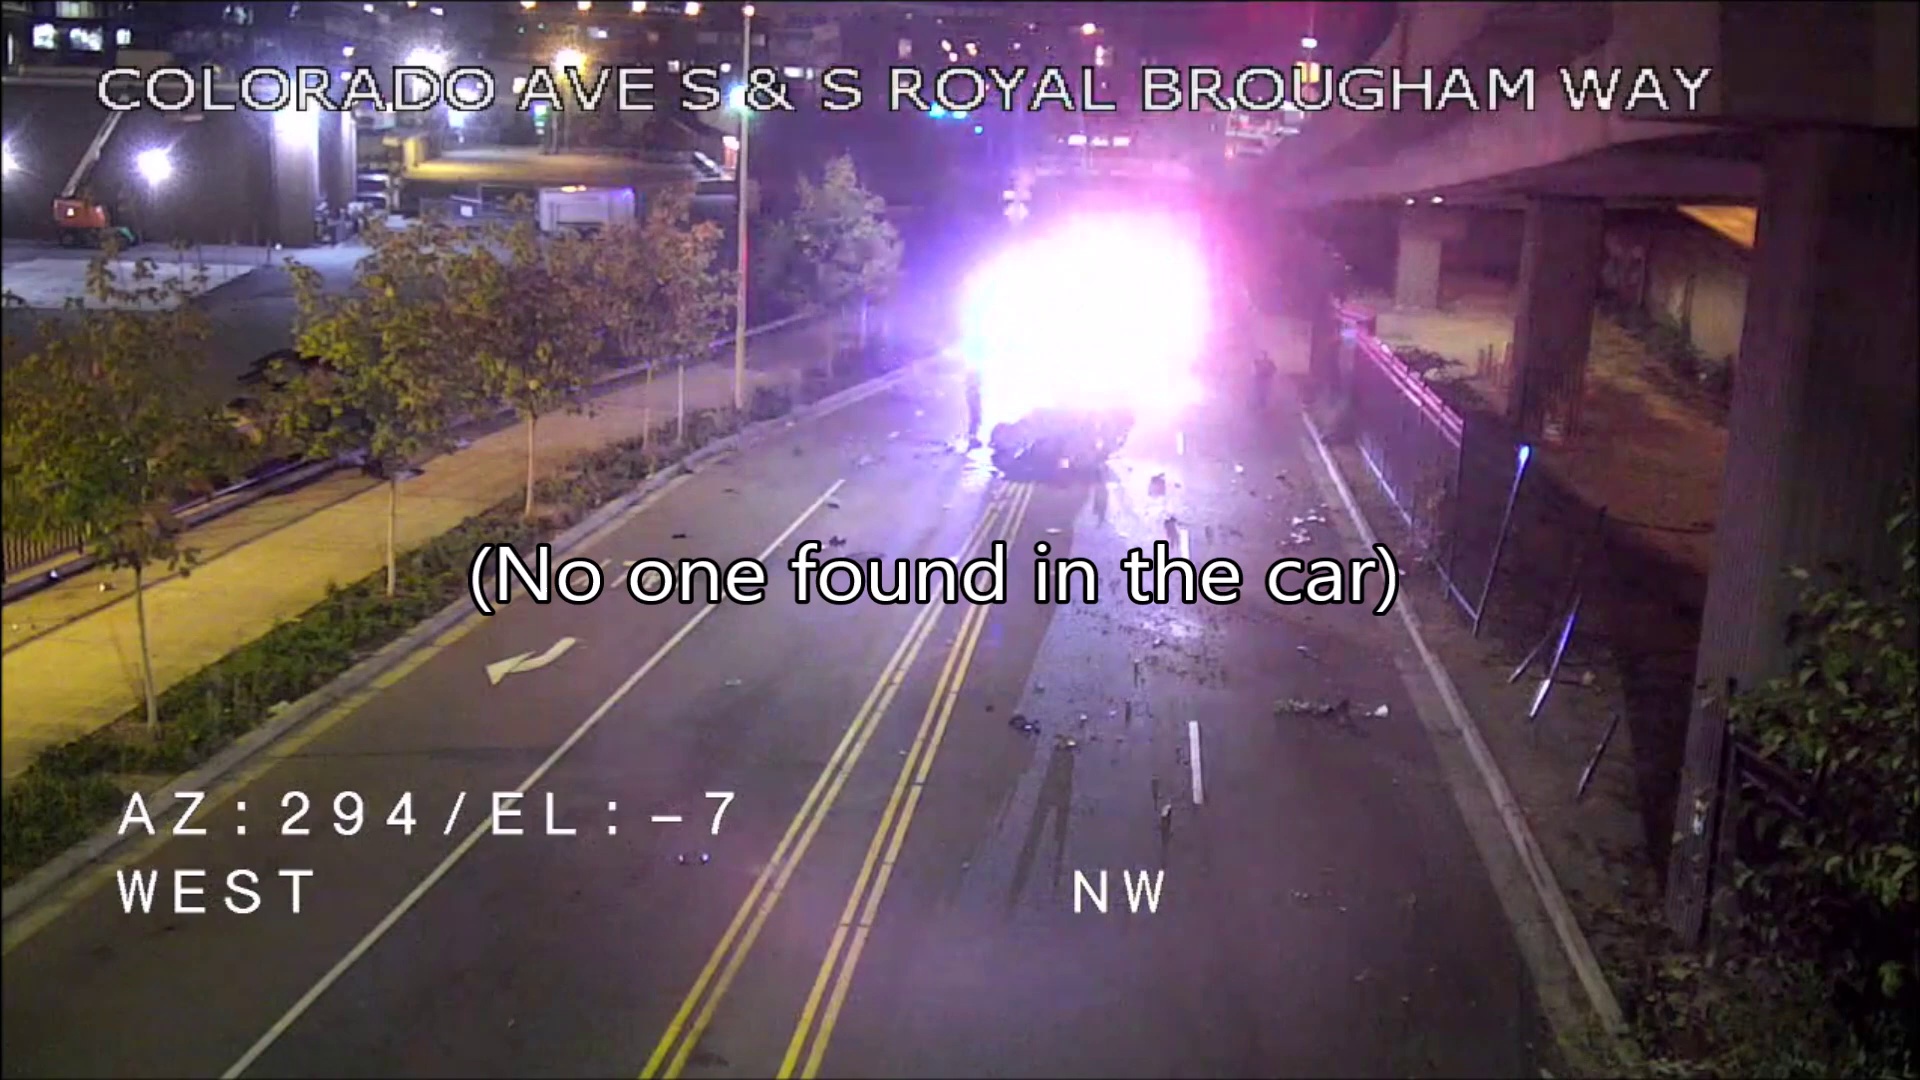 COLORADO AVE S & S ROYAL BROUGHAM WAY
(No one found in the car)
AZ:294/EL:-7
WEST
NW